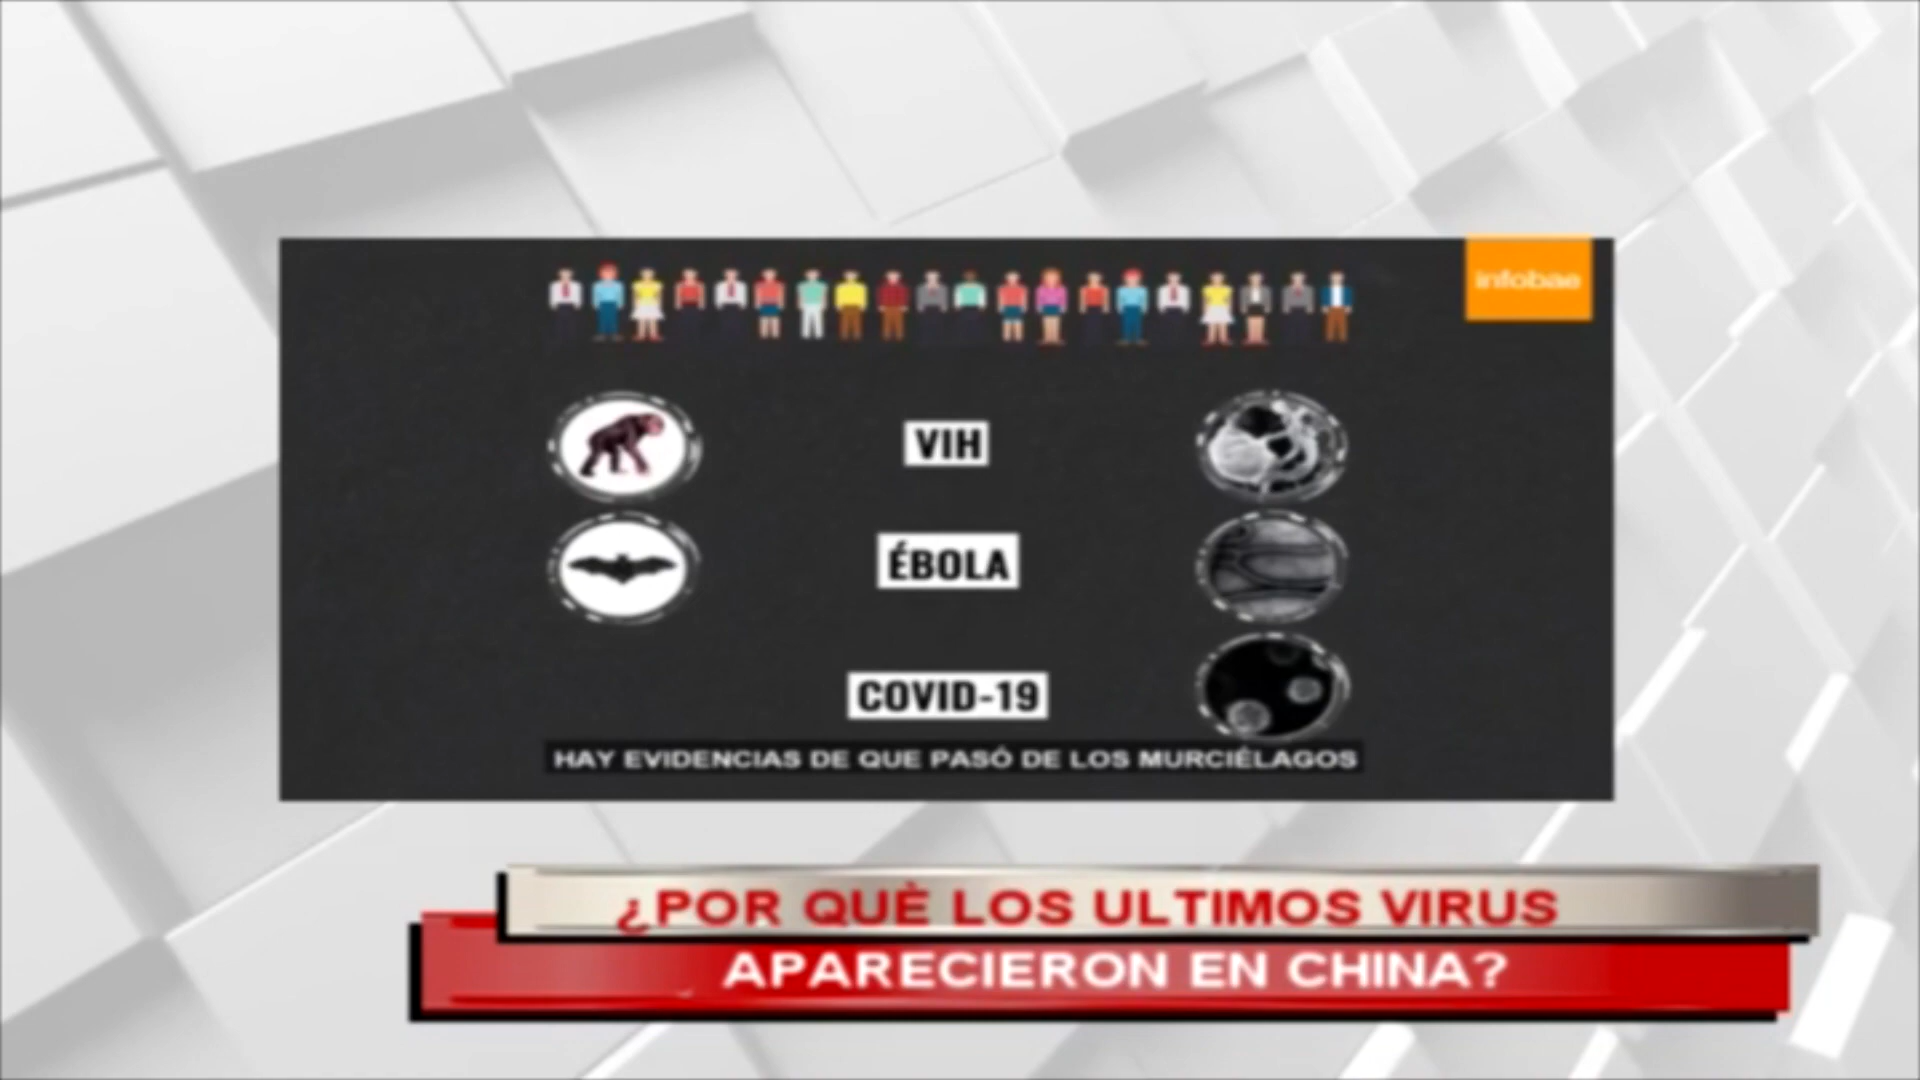 infobae
VIH
ÉBOLA
COVID-19
HAY EVIDENCIAS DE QUE PASÓ DE LOS MURCIÉLAGOS
¿POR QUÈ LOS ULTIMOS VIRUS
APARECIERON EN CHINA?